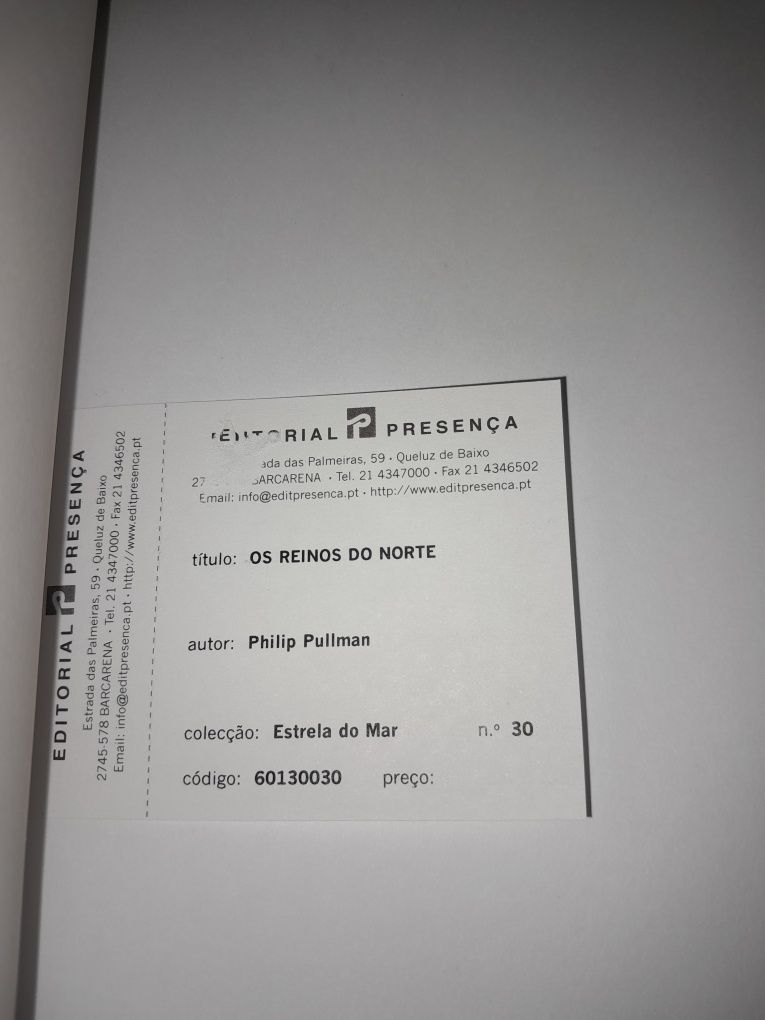 EDITORIAL PRESENÇA
Estrada das Palmeiras, 59 · Queluz de Baixo
2745-578 BARCARENA · Tel. 21 4347000 · Fax 21 4346502
Email: info@editpresenca.pt · http://www.editpresenca.pt
EDITORIAL PRESENÇA
das Palmeiras, 59 · Queluz de Baixo
BARCARENA · Tel. 21 4347000 · Fax 21 4346502
Email: info@editpresenca.pt · http://www.editpresenca.pt
título: OS REINOS DO NORTE
autor: Philip Pullman
colecção: Estrela do Mar n.º 30
código: 60130030 preço: